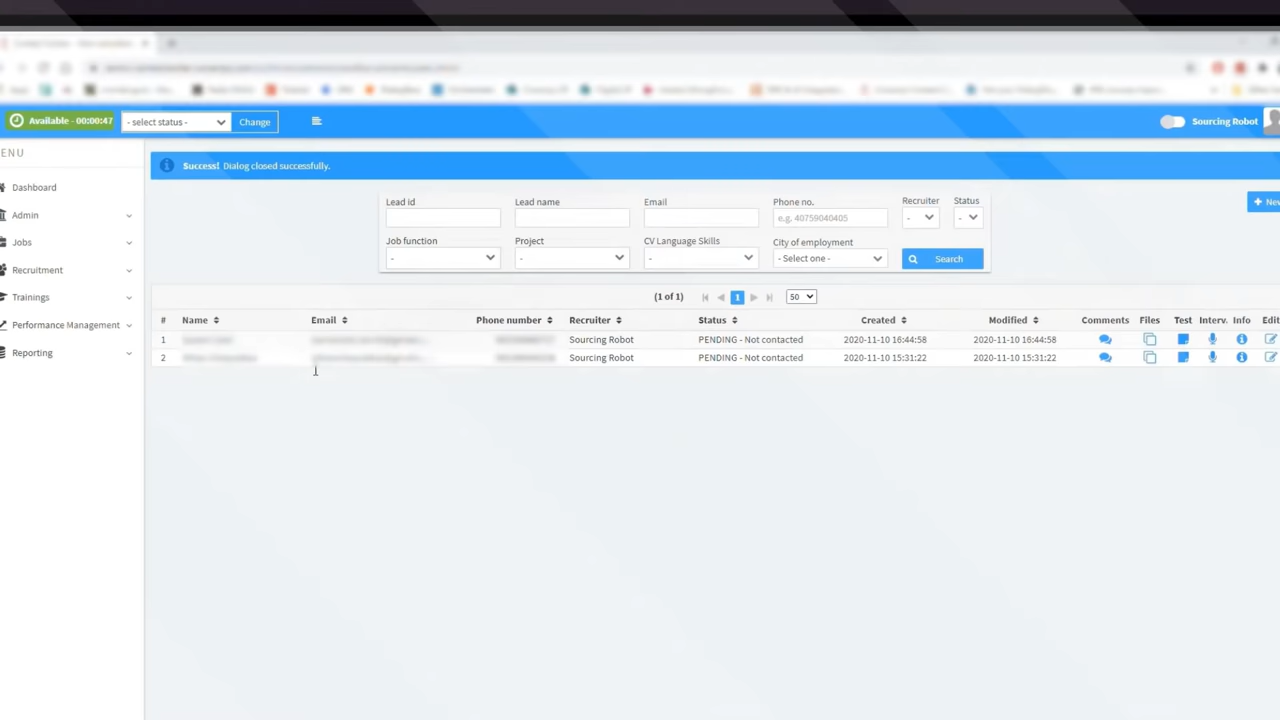 Available - 00:00:47 - select status - Change Sourcing Robot
ENU
Success! Dialog closed successfully.
Dashboard
Admin
Jobs
Recruitment
Trainings
Performance Management
Reporting
Lead id Lead name Email Phone no. Recruiter Status
e.g. 40759040405 - -
+ New
Job function Project CV Language Skills City of employment
- - - - Select one - Search
(1 of 1) 1 50
# Name Email Phone number Recruiter Status Created Modified Comments Files Test Interv. Info Edit
1 Sourcing Robot PENDING - Not contacted 2020-11-10 16:44:58 2020-11-10 16:44:58
2 Sourcing Robot PENDING - Not contacted 2020-11-10 15:31:22 2020-11-10 15:31:22